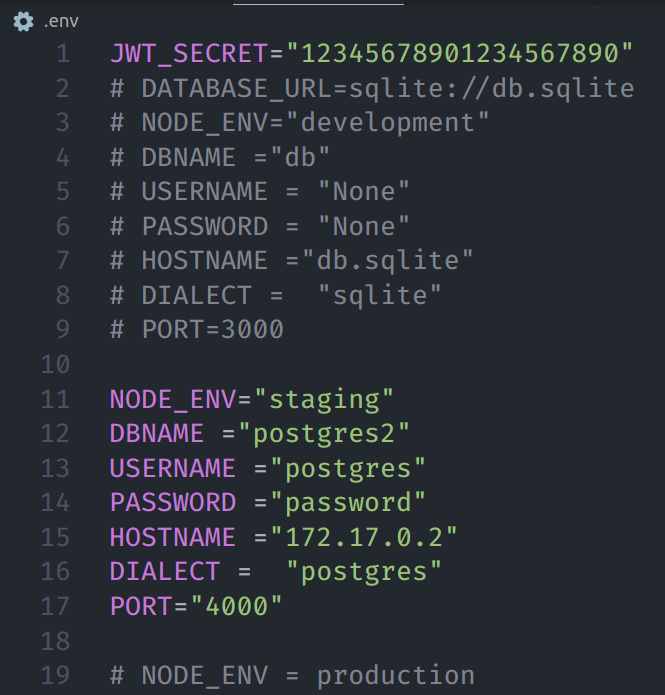 .env
1 JWT_SECRET="12345678901234567890"
2 # DATABASE_URL=sqlite://db.sqlite
3 # NODE_ENV="development"
4 # DBNAME ="db"
5 # USERNAME = "None"
6 # PASSWORD = "None"
7 # HOSTNAME ="db.sqlite"
8 # DIALECT =  "sqlite"
9 # PORT=3000
10
11 NODE_ENV="staging"
12 DBNAME ="postgres2"
13 USERNAME ="postgres"
14 PASSWORD ="password"
15 HOSTNAME ="172.17.0.2"
16 DIALECT =  "postgres"
17 PORT="4000"
18
19 # NODE_ENV = production